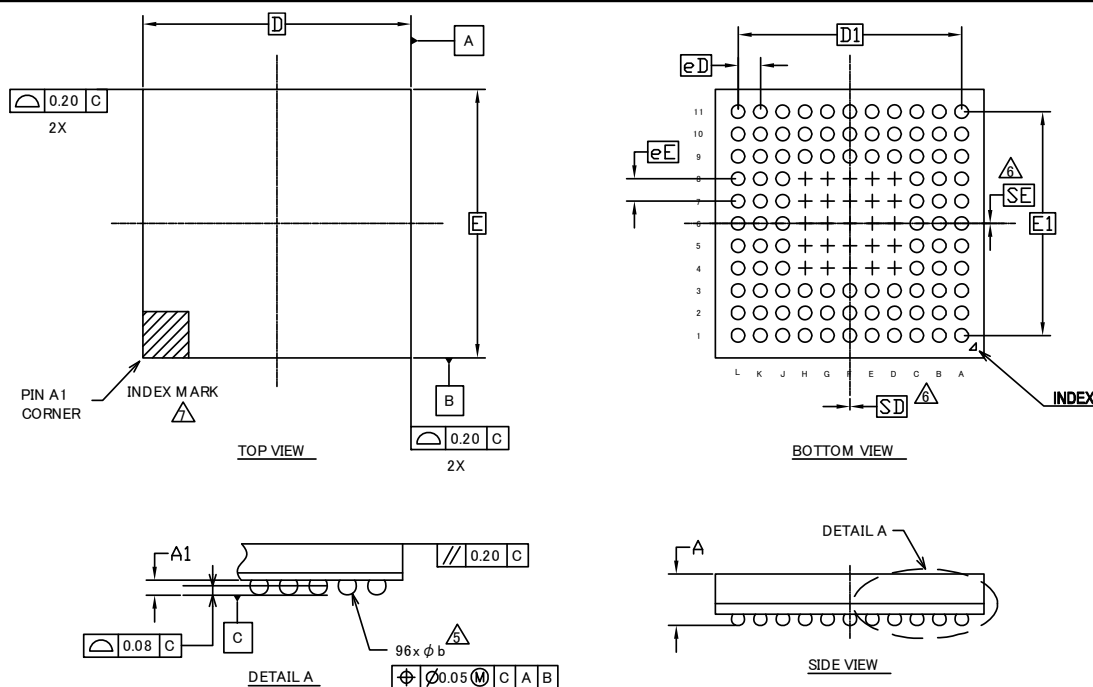 D
A
0.20 C
2X
E
PIN A1
CORNER
INDEX MARK
7
B
0.20 C
2X
TOP VIEW
D1
eD
11
10
9
8
7
6
5
4
3
2
1
eE
6
SE
E1
L K J H G F E D C B A
6
SD
INDEX
BOTTOM VIEW
A1
// 0.20 C
0.08 C
C
96x ϕ b
5
⌖ Ø0.05 Ⓜ C A B
DETAIL A
DETAIL A
A
SIDE VIEW